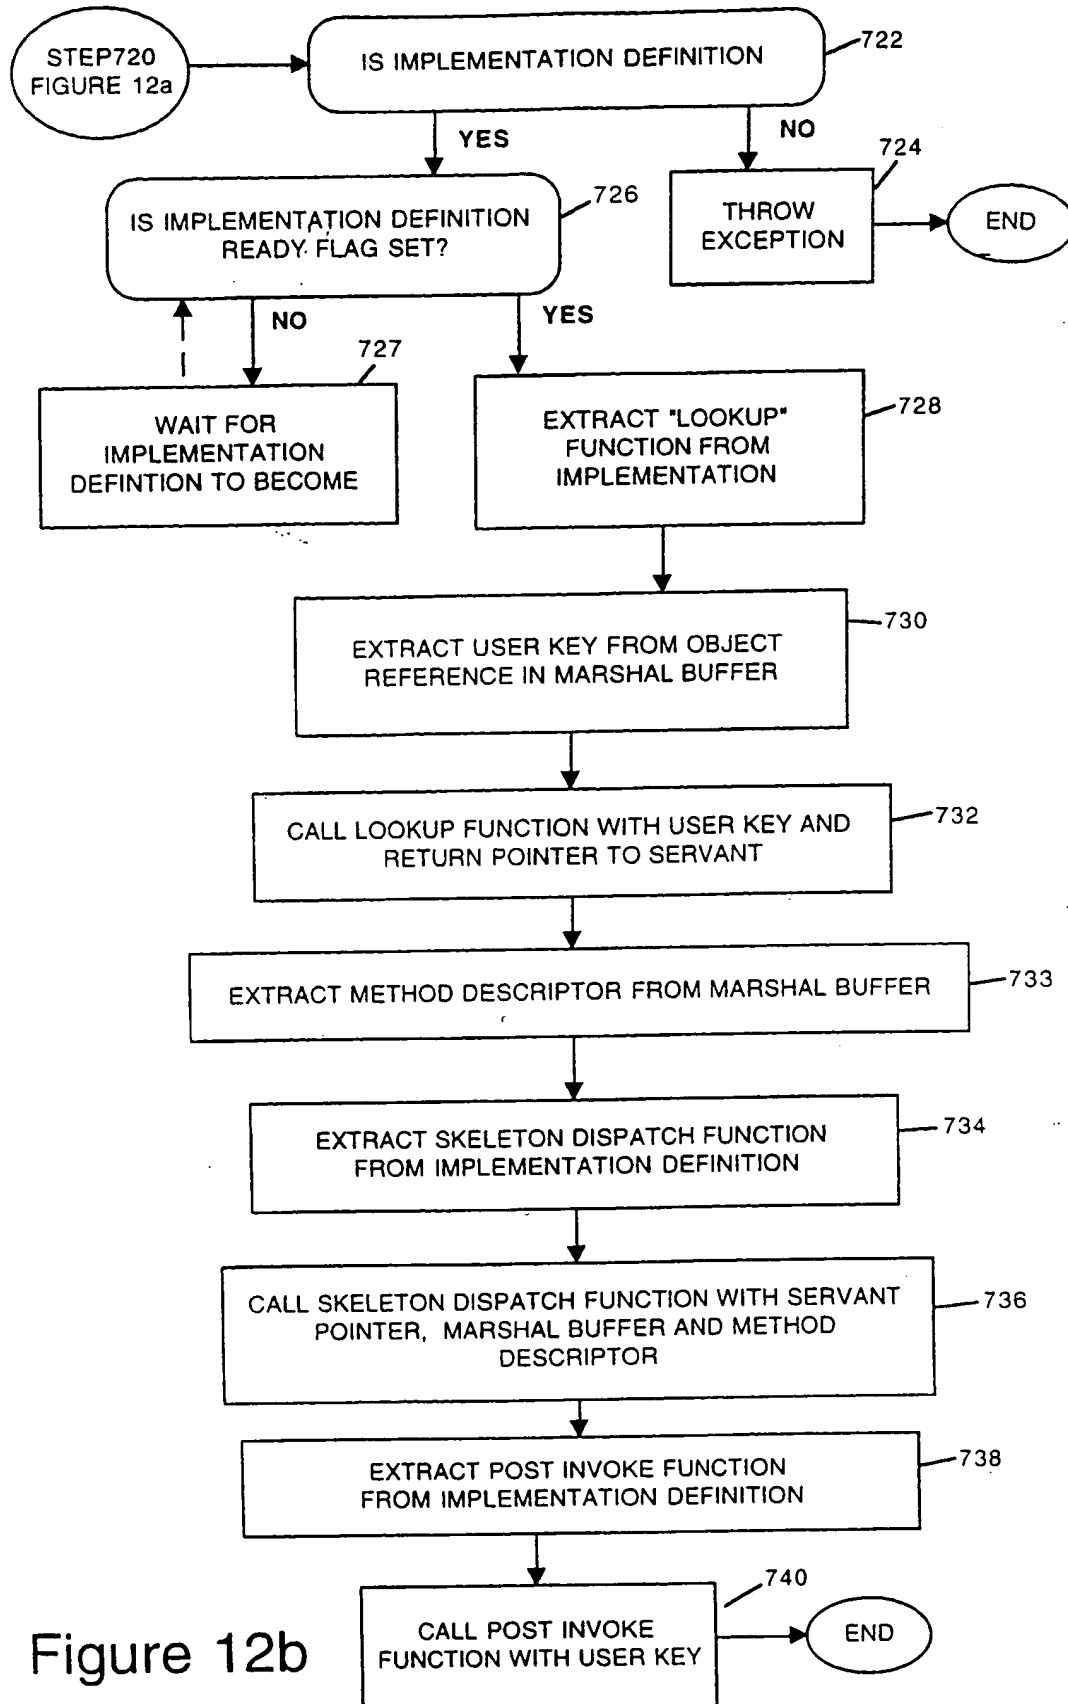 STEP720
FIGURE 12a
IS IMPLEMENTATION DEFINITION
722
YES
NO
724
THROW
EXCEPTION
END
IS IMPLEMENTATION DEFINITION
READY FLAG SET?
726
NO
YES
727
WAIT FOR
IMPLEMENTATION
DEFINTION TO BECOME
EXTRACT "LOOKUP"
FUNCTION FROM
IMPLEMENTATION
728
EXTRACT USER KEY FROM OBJECT
REFERENCE IN MARSHAL BUFFER
730
CALL LOOKUP FUNCTION WITH USER KEY AND
RETURN POINTER TO SERVANT
732
EXTRACT METHOD DESCRIPTOR FROM MARSHAL BUFFER
733
EXTRACT SKELETON DISPATCH FUNCTION
FROM IMPLEMENTATION DEFINITION
734
CALL SKELETON DISPATCH FUNCTION WITH SERVANT
POINTER, MARSHAL BUFFER AND METHOD
DESCRIPTOR
736
EXTRACT POST INVOKE FUNCTION
FROM IMPLEMENTATION DEFINITION
738
740
CALL POST INVOKE
FUNCTION WITH USER KEY
END
Figure 12b